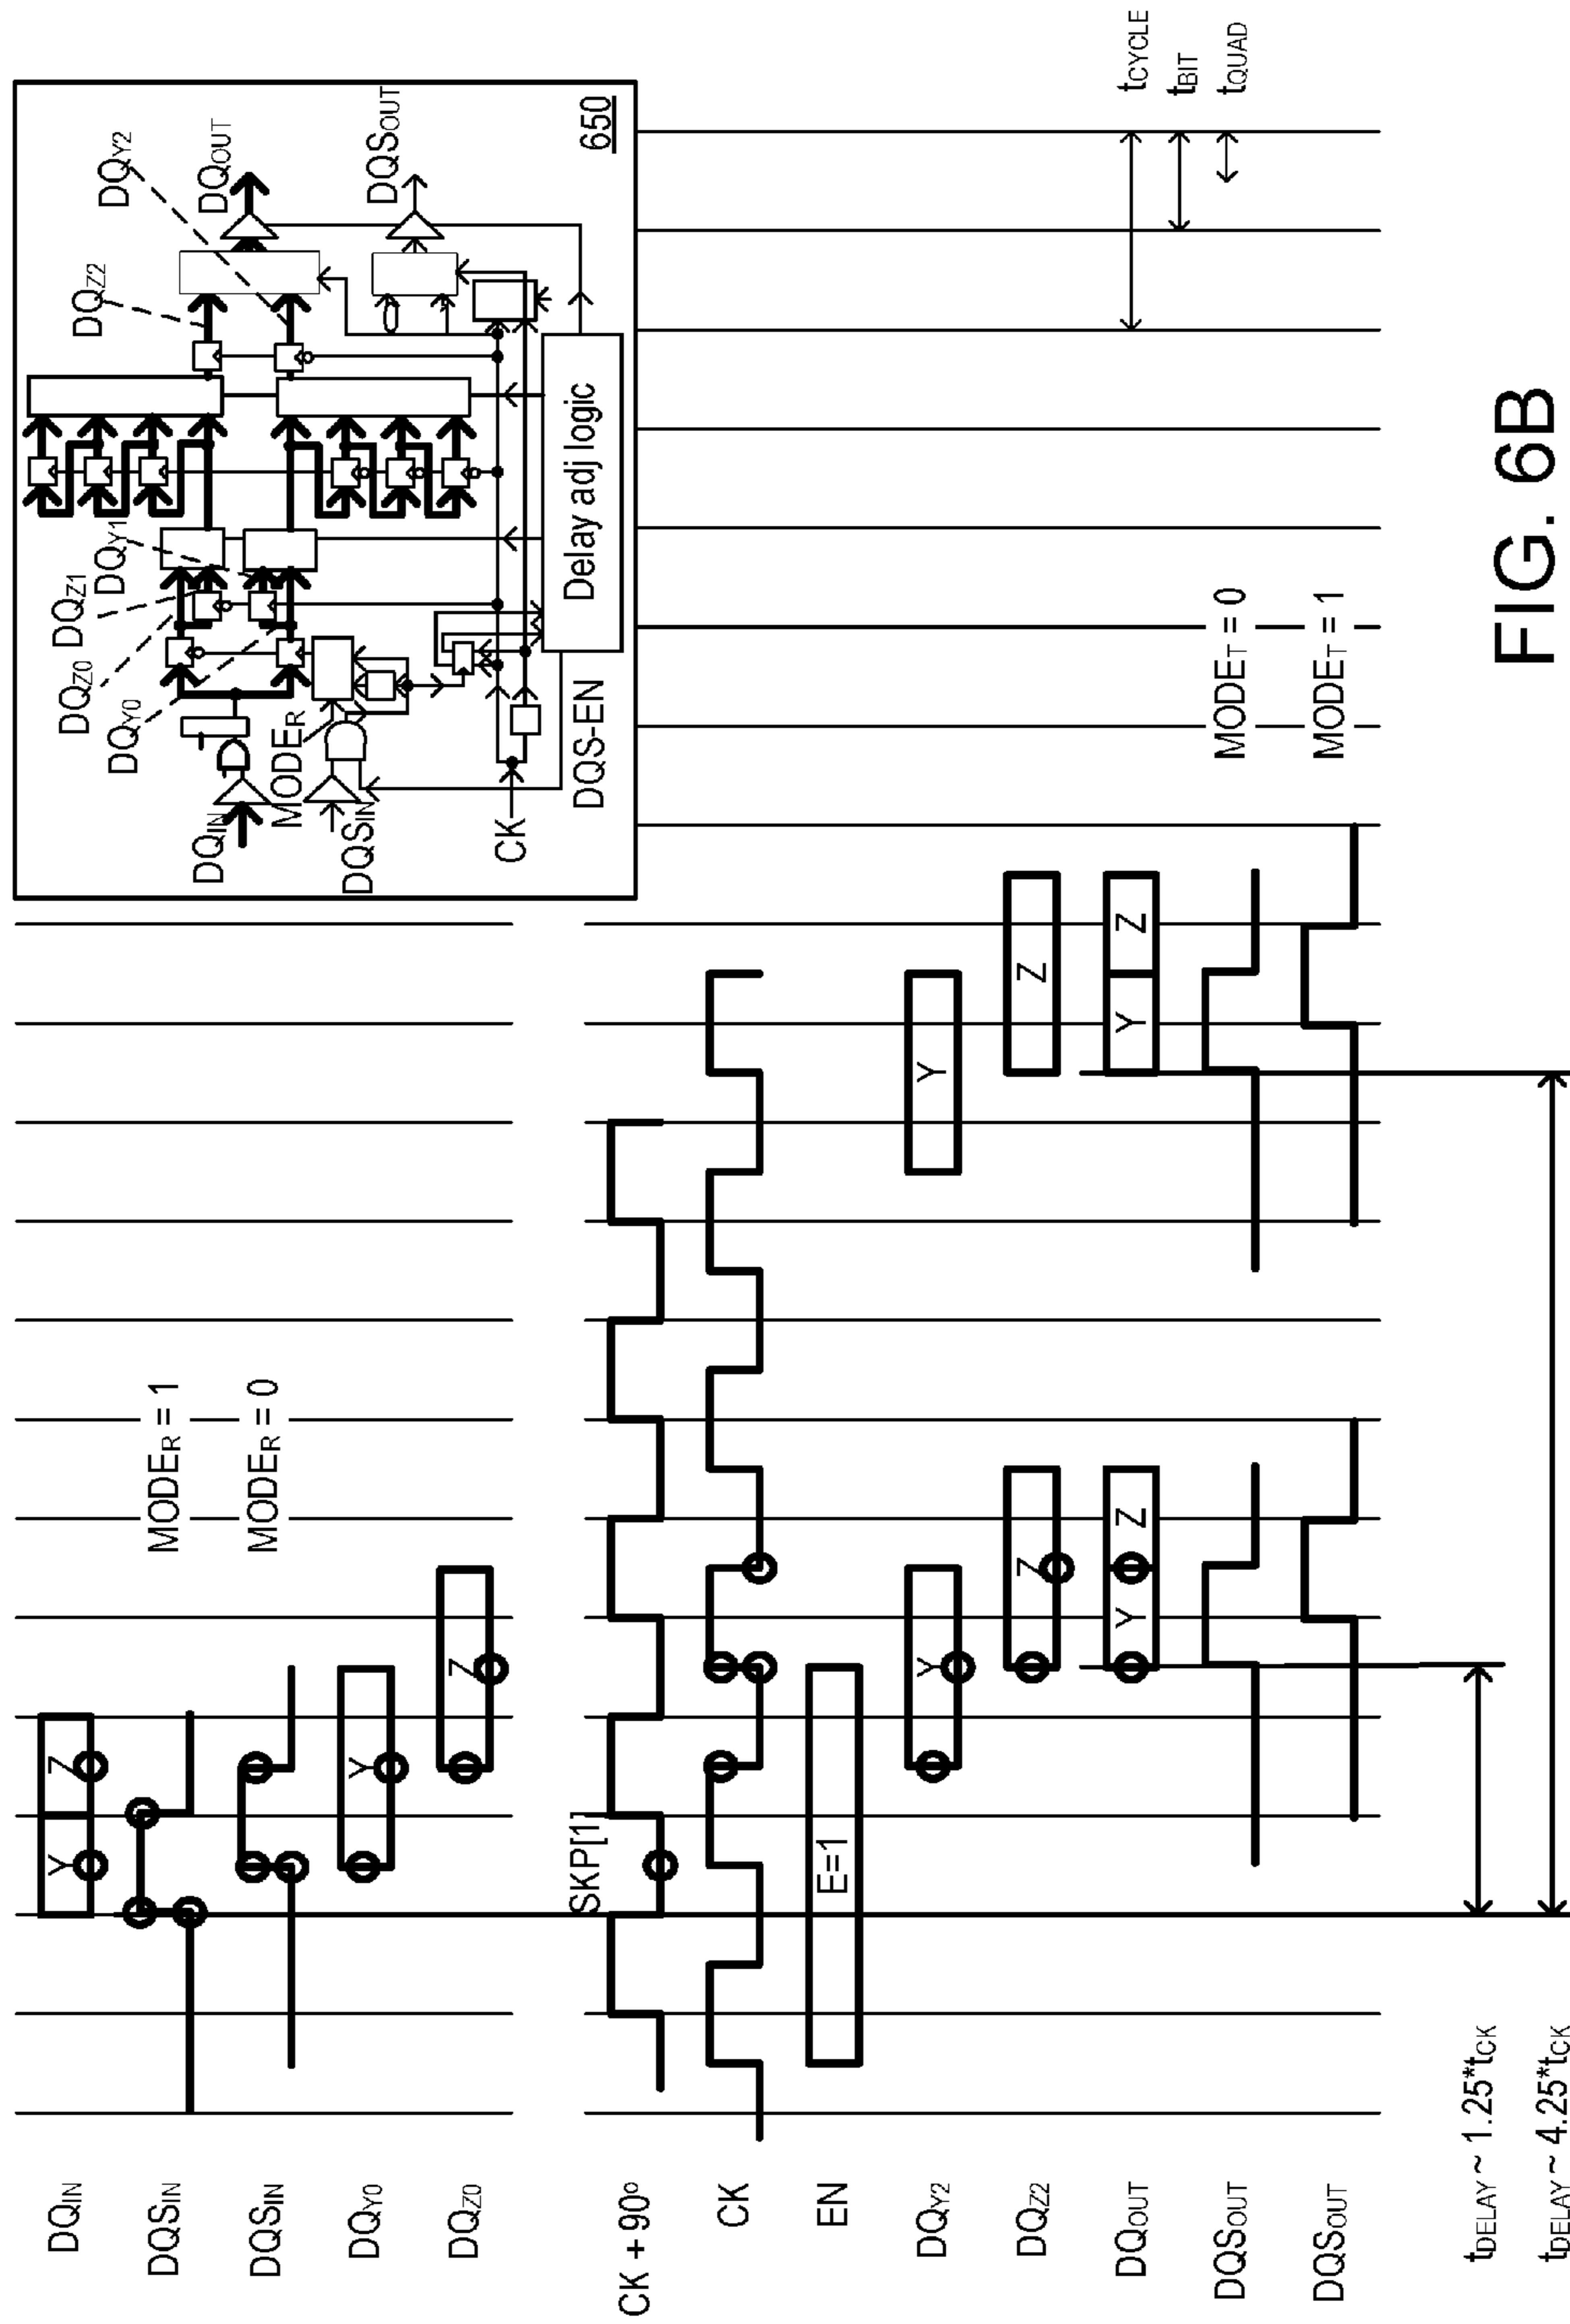 DQIN
DQSIN
MODER = 1
DQSIN
MODER = 0
DQY0
DQZ0
Y
Z
Y
Z
CK + 90°
SKP[1]
CK
EN
E=1
DQY2
Y
Y
DQZ2
Z
Z
DQOUT
Y
Z
Y
Z
DQSOUT
MODET = 0
DQSOUT
MODET = 1
tDELAY ~ 1.25*tCK
tDELAY ~ 4.25*tCK
tCYCLE
tBIT
tQUAD
DQIN
DQSIN
MODER
DQY0
DQZ0
DQZ1
DQY1
DQZ2
DQY2
DQOUT
DQSOUT
CK
DQS-EN
Delay adj logic
650
FIG. 6B